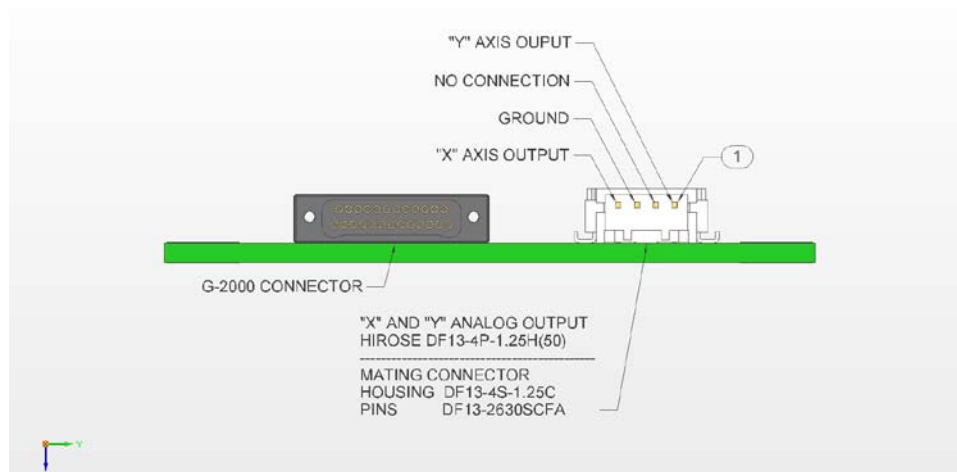 "Y" AXIS OUPUT
NO CONNECTION
GROUND
"X" AXIS OUTPUT
1
G-2000 CONNECTOR
"X" AND "Y" ANALOG OUTPUT
HIROSE DF13-4P-1.25H(50)
MATING CONNECTOR
HOUSING DF13-4S-1.25C
PINS DF13-2630SCFA
Y